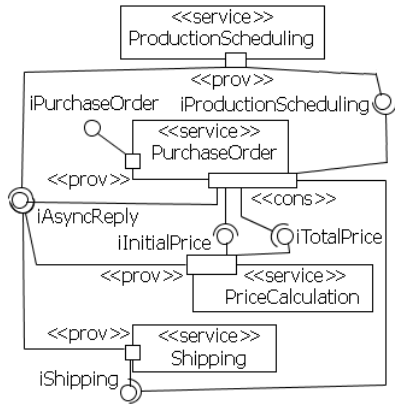 <<service>>
ProductionScheduling
<<prov>>
iPurchaseOrder
iProductionScheduling
<<service>>
PurchaseOrder
<<prov>>
<<cons>>
iAsyncReply
iInitialPrice
iTotalPrice
<<prov>>
<<service>>
PriceCalculation
<<prov>>
<<service>>
Shipping
iShipping